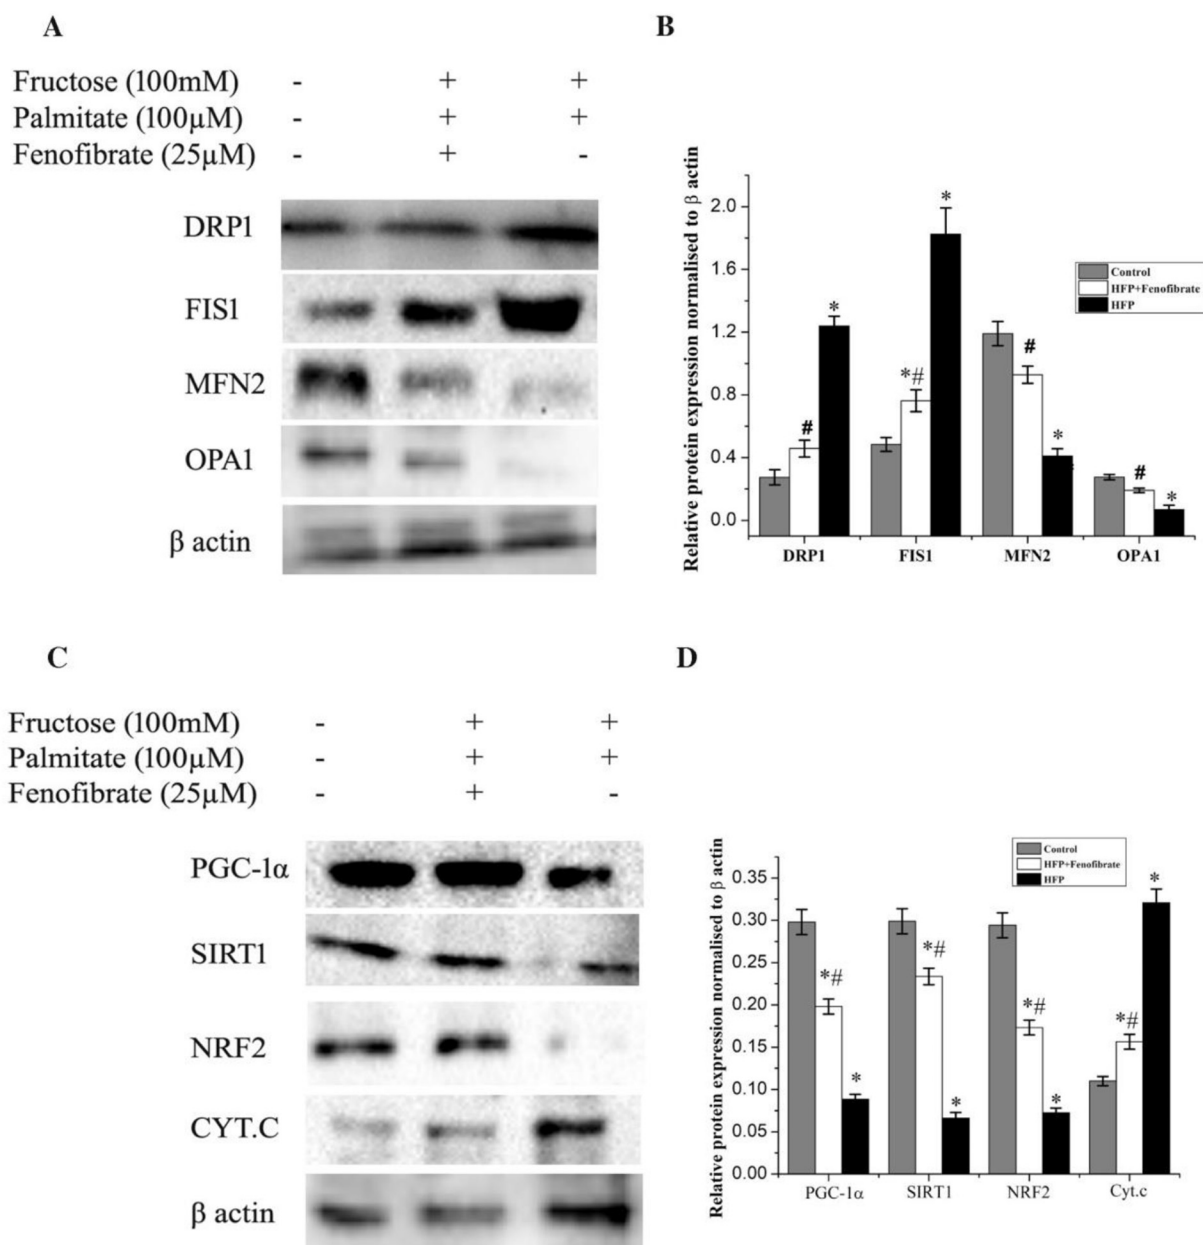 A
Fructose (100mM) - + +
Palmitate (100µM) - + +
Fenofibrate (25µM) - + -
DRP1
FIS1
MFN2
OPA1
β actin
B
Relative protein expression normalised to β actin
2.0
1.6
1.2
0.8
0.4
0.0
Control
HFP+Fenofibrate
HFP
# *
*# *
# *
# *
DRP1 FIS1 MFN2 OPA1
C
Fructose (100mM) - + +
Palmitate (100µM) - + +
Fenofibrate (25µM) - + -
PGC-1α
SIRT1
NRF2
CYT.C
β actin
D
Relative protein expression normalised to β actin
0.35
0.30
0.25
0.20
0.15
0.10
0.05
0.00
Control
HFP+Fenofibrate
HFP
*# *
*# *
*# *
*# *
PGC-1α SIRT1 NRF2 Cyt.c